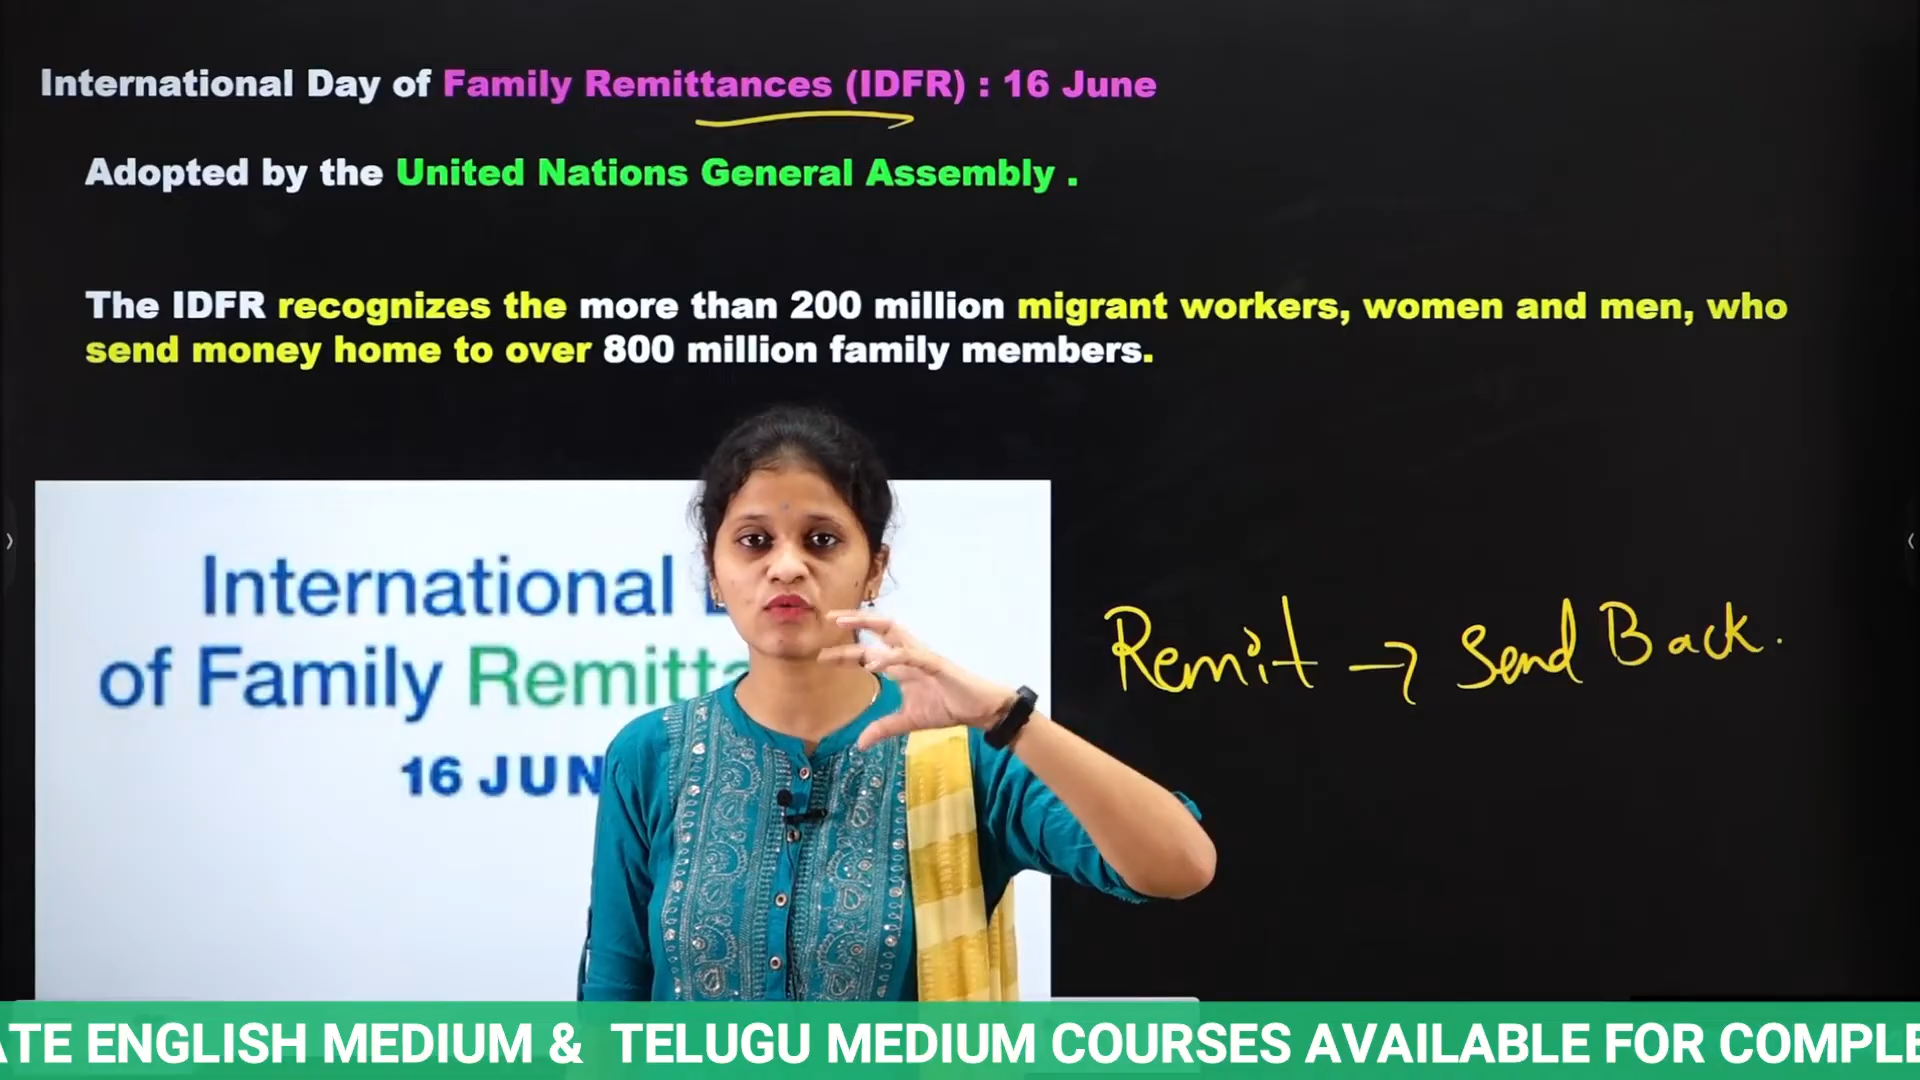 International Day of Family Remittances (IDFR) : 16 June
Adopted by the United Nations General Assembly .
The IDFR recognizes the more than 200 million migrant workers, women and men, who
send money home to over 800 million family members.
International
of Family Remitta
16 JUN
Remit → Send Back.
ATE ENGLISH MEDIUM & TELUGU MEDIUM COURSES AVAILABLE FOR COMPLE